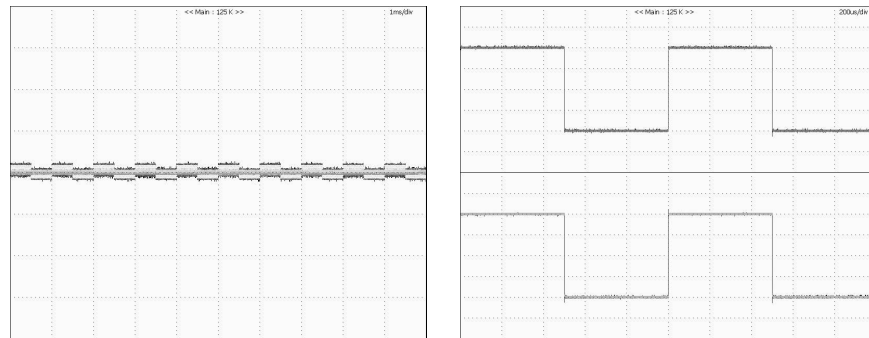 << Main : 125 K >>
1ms/div
<< Main : 125 K >>
200us/div